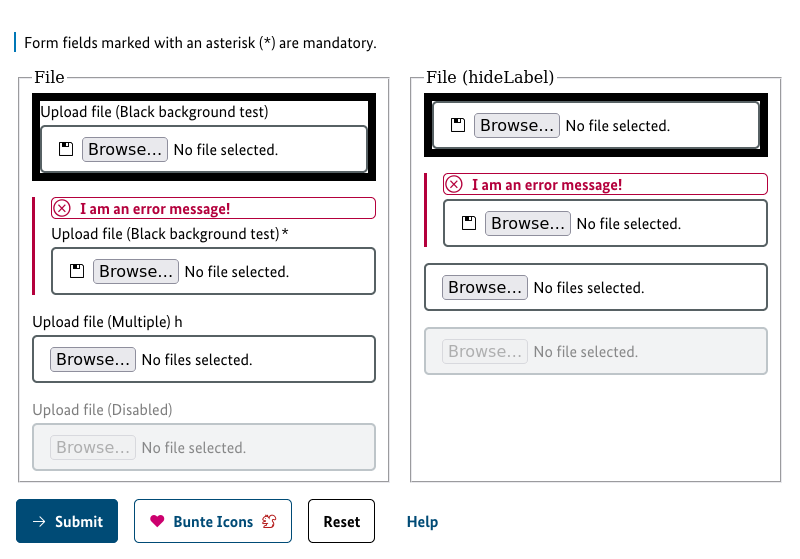 Form fields marked with an asterisk (*) are mandatory.
File
Upload file (Black background test)
Browse... No file selected.
I am an error message!
Upload file (Black background test) *
Browse... No file selected.
Upload file (Multiple) h
Browse... No files selected.
Upload file (Disabled)
Browse... No file selected.
File (hideLabel)
Browse... No file selected.
I am an error message!
Browse... No file selected.
Browse... No files selected.
Browse... No file selected.
Submit
Bunte Icons
Reset
Help